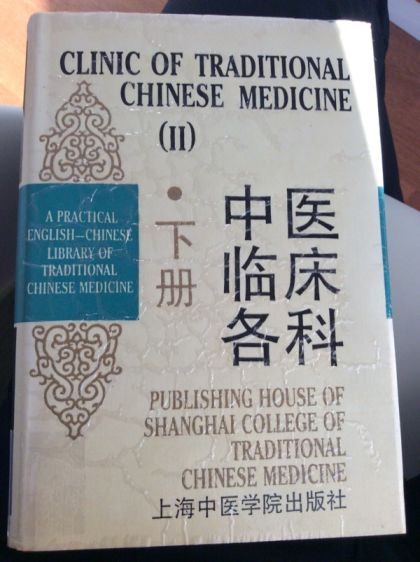 CLINIC OF TRADITIONAL
CHINESE MEDICINE
(II)
A PRACTICAL
ENGLISH—CHINESE
LIBRARY OF
TRADITIONAL
CHINESE MEDICINE
中医
临床
各科
·下册
PUBLISHING HOUSE OF
SHANGHAI COLLEGE OF
TRADITIONAL
CHINESE MEDICINE
上海中医学院出版社